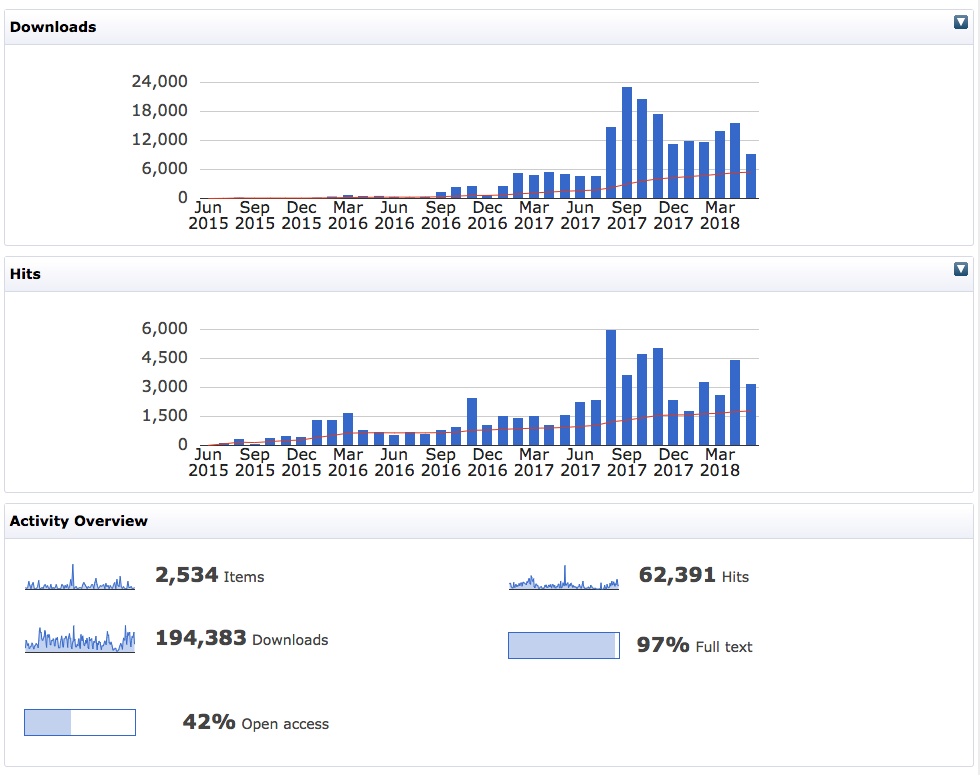 Downloads
24,000
18,000
12,000
6,000
0
Jun Sep Dec Mar Jun Sep Dec Mar Jun Sep Dec Mar
2015 2015 2015 2016 2016 2016 2016 2017 2017 2017 2017 2018
Hits
6,000
4,500
3,000
1,500
0
Jun Sep Dec Mar Jun Sep Dec Mar Jun Sep Dec Mar
2015 2015 2015 2016 2016 2016 2016 2017 2017 2017 2017 2018
Activity Overview
2,534 Items
62,391 Hits
194,383 Downloads
97% Full text
42% Open access